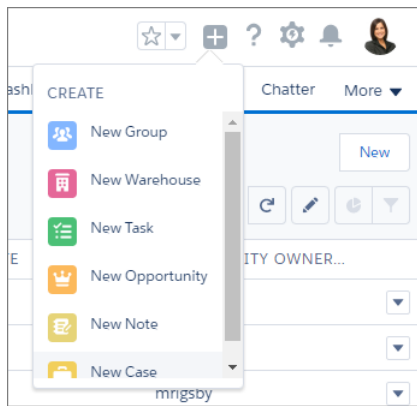 CREATE
Chatter
More
New Group
New
New Warehouse
New Task
New Opportunity
ITY OWNER...
New Note
New Case
mrigsby